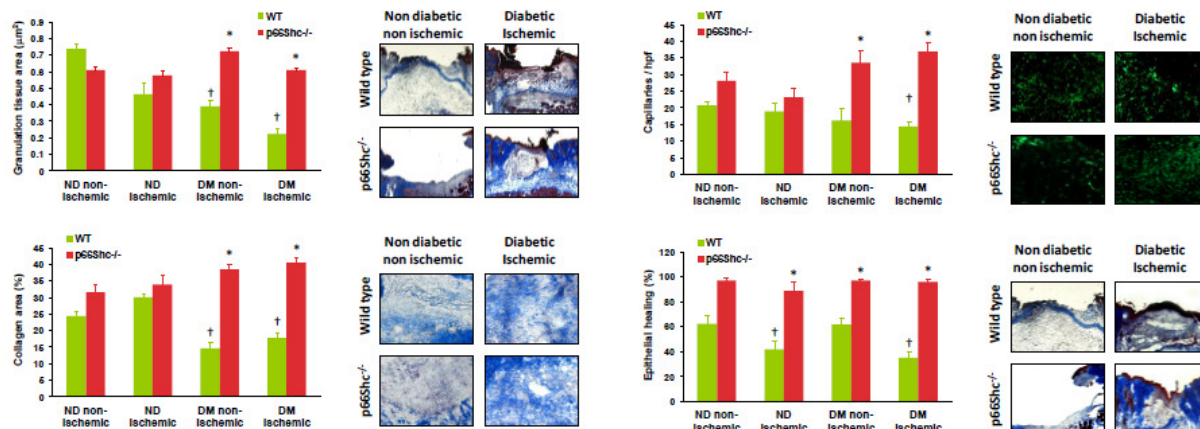 Granulation tissue area (µm²)
0.9
0.8
0.7
0.6
0.5
0.4
0.3
0.2
0.1
0
WT
p66Shc-/-
*
*
†
†
ND non-
Ischemic
ND
Ischemic
DM non-
Ischemic
DM
Ischemic
Non diabetic
non ischemic
Diabetic
Ischemic
Wild type
p66Shc-/-
Capillaries / hpf
45
40
35
30
25
20
15
10
5
0
WT
p66Shc-/-
*
*
†
ND non-
Ischemic
ND
Ischemic
DM non-
Ischemic
DM
Ischemic
Non diabetic
non ischemic
Diabetic
Ischemic
Wild type
p66Shc-/-
Collagen area (%)
45
40
35
30
25
20
15
10
5
0
WT
p66Shc-/-
*
*
†
†
ND non-
Ischemic
ND
Ischemic
DM non-
Ischemic
DM
Ischemic
Non diabetic
non ischemic
Diabetic
Ischemic
Wild type
p66Shc-/-
Epithelial healing (%)
120
100
80
60
40
20
0
WT
p66Shc-/-
*
*
*
†
†
ND non-
Ischemic
ND
Ischemic
DM non-
Ischemic
DM
Ischemic
Non diabetic
non ischemic
Diabetic
Ischemic
Wild type
p66Shc-/-